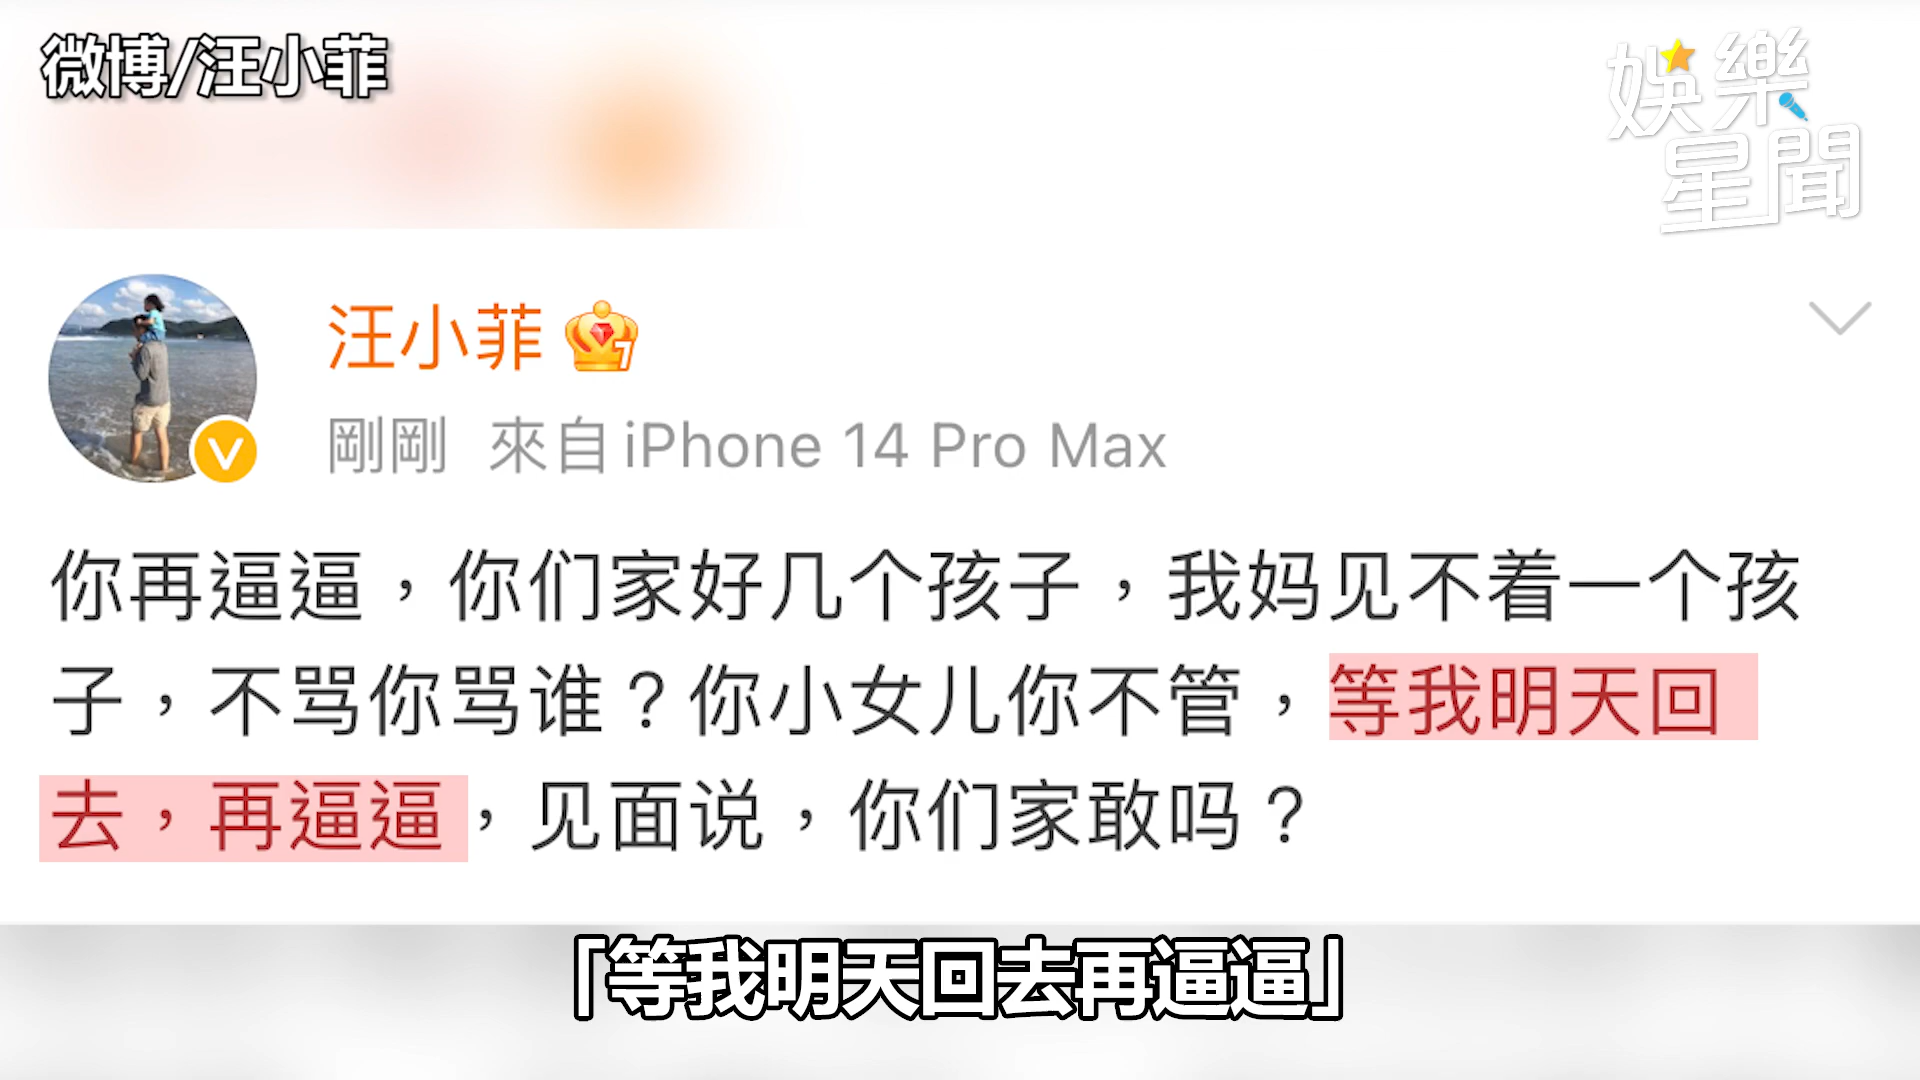 微博/汪小菲
娛樂
星聞
汪小菲
7
剛剛 來自 iPhone 14 Pro Max
你再逼逼，你们家好几个孩子，我妈见不着一个孩
子，不骂你骂谁？你小女儿你不管，等我明天回
去，再逼逼，见面说，你们家敢吗？
「等我明天回去再逼逼」